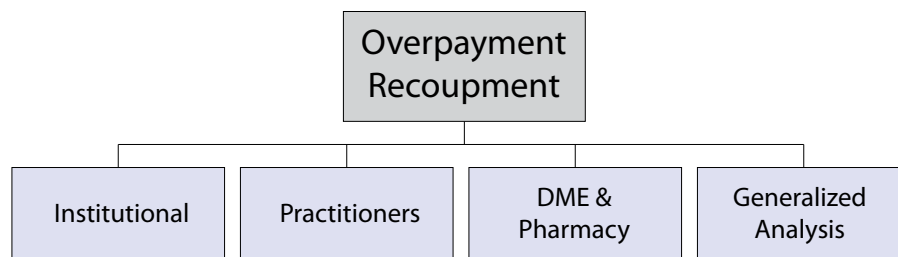 Overpayment
Recoupment
Institutional
Practitioners
DME &
Pharmacy
Generalized
Analysis